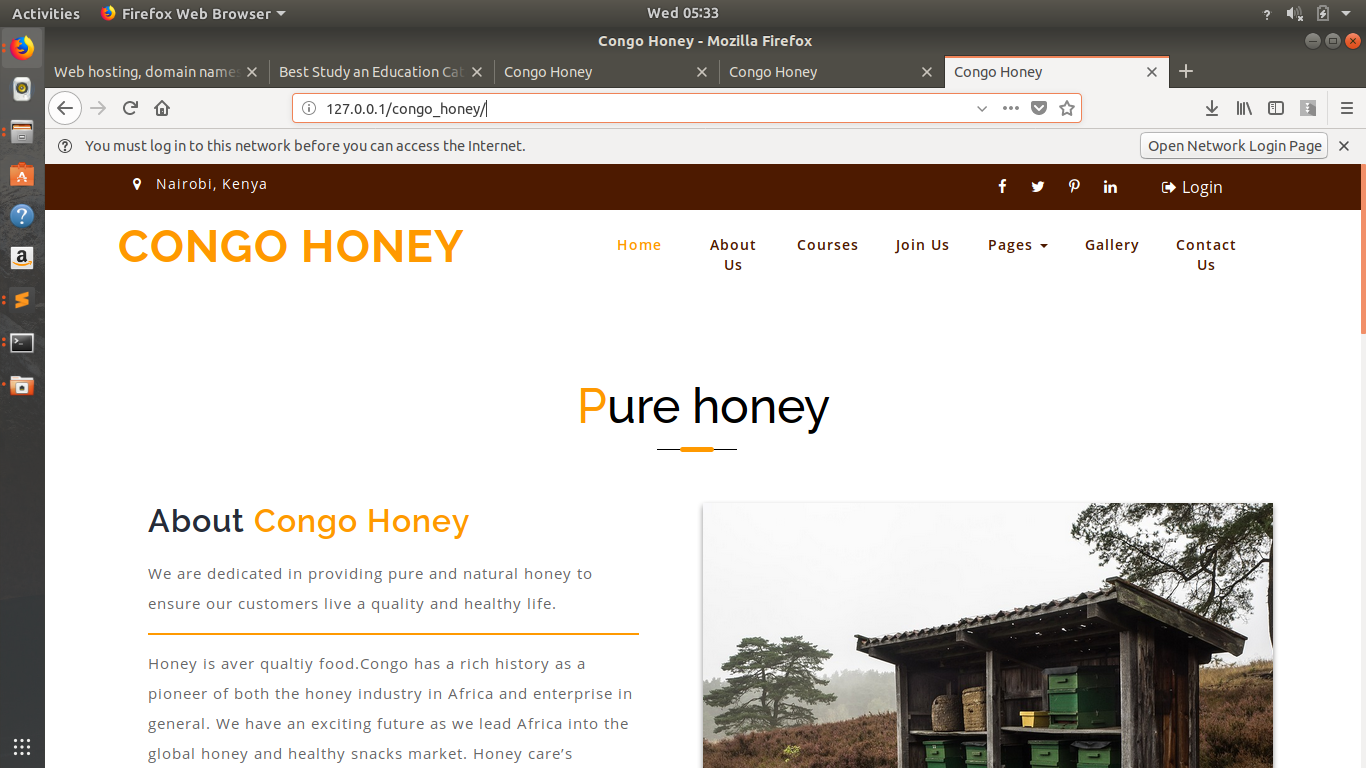 Activities Firefox Web Browser Wed 05:33
Congo Honey - Mozilla Firefox
Web hosting, domain name Best Study an Education Cat Congo Honey Congo Honey Congo Honey
127.0.0.1/congo_honey/
You must log in to this network before you can access the Internet. Open Network Login Page
Nairobi, Kenya Login
CONGO HONEY
Home About Us Courses Join Us Pages Gallery Contact Us
Pure honey
About Congo Honey
We are dedicated in providing pure and natural honey to
ensure our customers live a quality and healthy life.
Honey is aver qualtiy food.Congo has a rich history as a
pioneer of both the honey industry in Africa and enterprise in
general. We have an exciting future as we lead Africa into the
global honey and healthy snacks market. Honey care’s